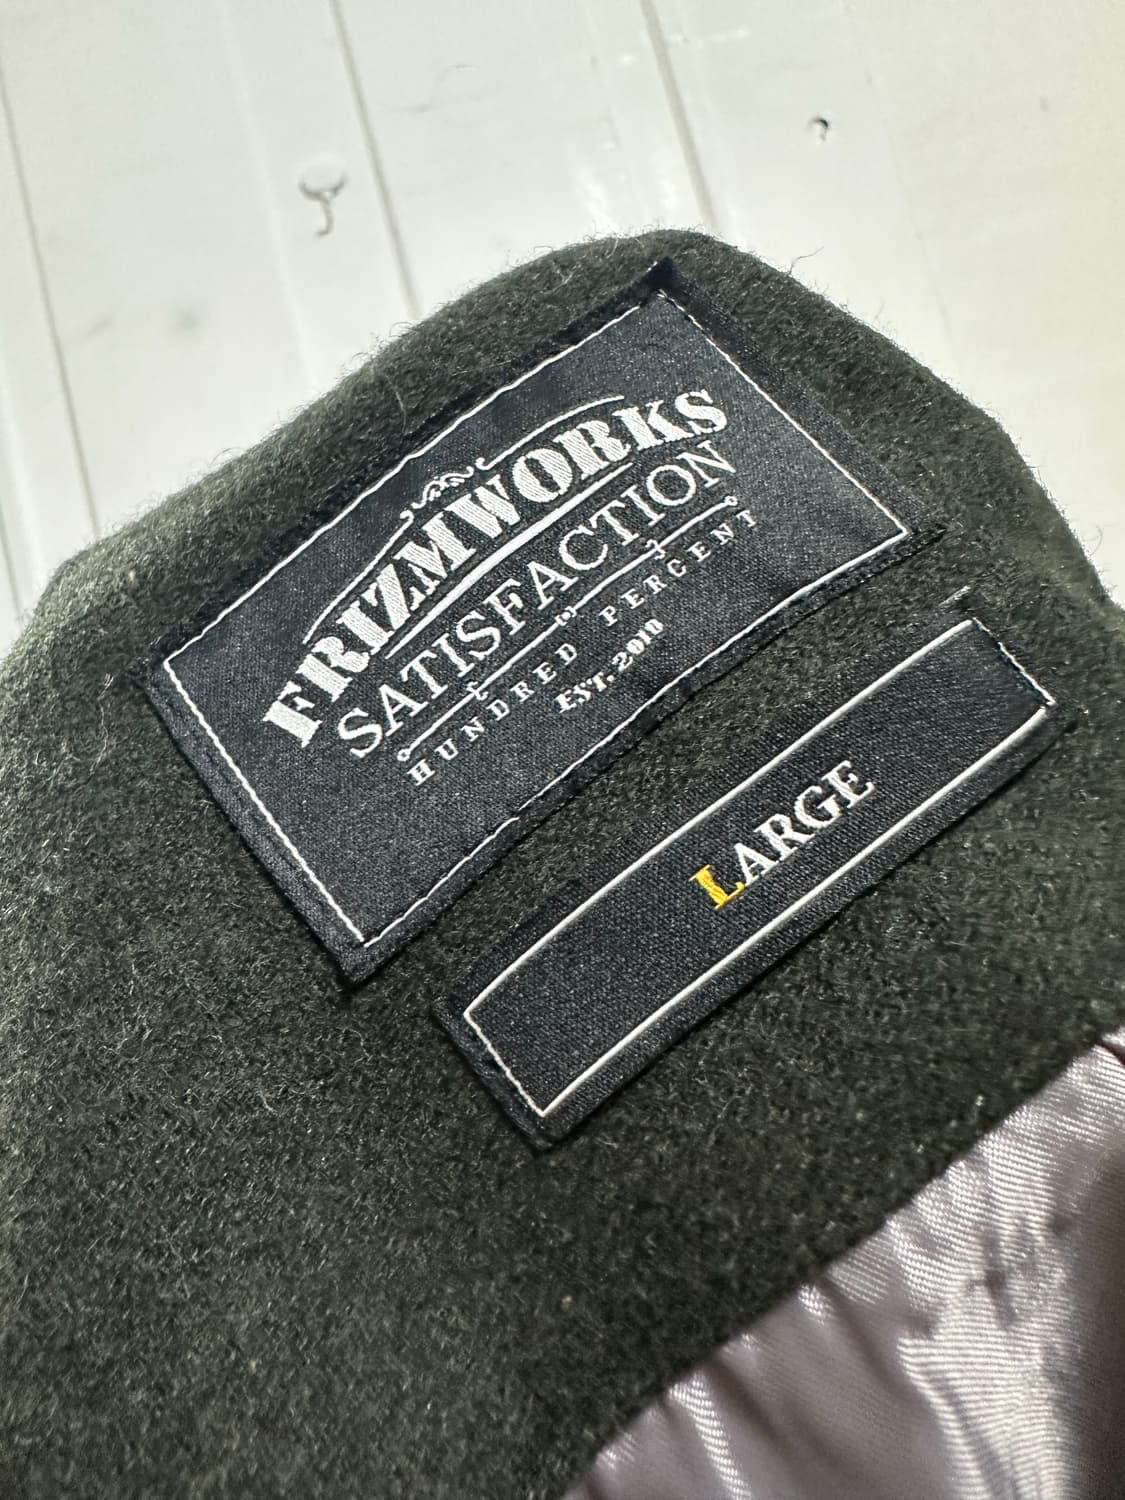 FRIZMWORKS
SATISFACTION
HUNDRED PERCENT
EST. 2010
LARGE